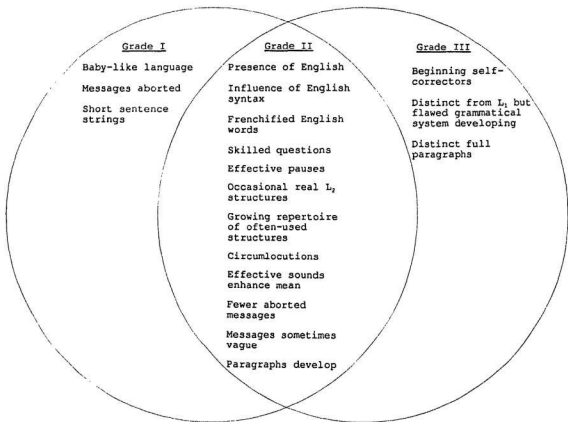 Grade I
Baby-like language
Messages aborted
Short sentence
strings
Grade II
Presence of English
Influence of English
syntax
Frenchified English
words
Skilled questions
Effective pauses
Occasional real L₂
structures
Growing repertoire
of often-used
structures
Circumlocutions
Effective sounds
enhance mean
Fewer aborted
messages
Messages sometimes
vague
Paragraphs develop
Grade III
Beginning self-
correctors
Distinct from L₁ but
flawed grammatical
system developing
Distinct full
paragraphs